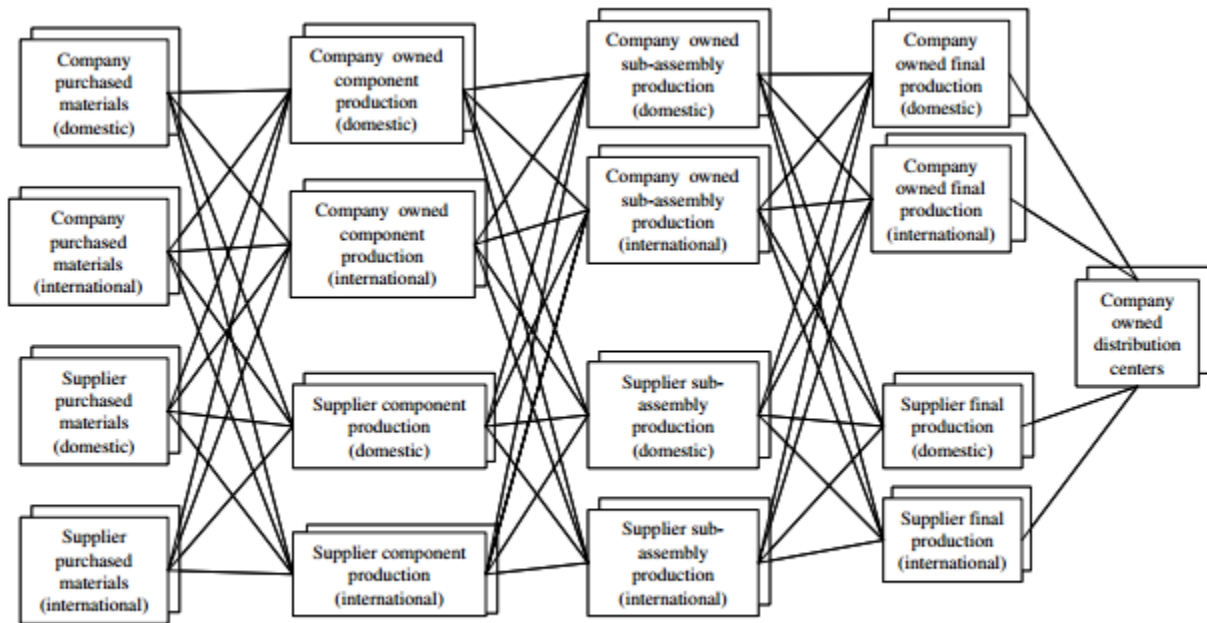 Company
purchased
materials
(domestic)
Company
purchased
materials
(international)
Supplier
purchased
materials
(domestic)
Supplier
purchased
materials
(international)
Company owned
component
production
(domestic)
Company owned
component
production
(international)
Supplier component
production
(domestic)
Supplier component
production
(international)
Company owned
sub-assembly
production
(domestic)
Company owned
sub-assembly
production
(international)
Supplier sub-
assembly
production
(domestic)
Supplier sub-
assembly
production
(international)
Company
owned final
production
(domestic)
Company
owned final
production
(international)
Supplier final
production
(domestic)
Supplier final
production
(international)
Company
owned
distribution
centers